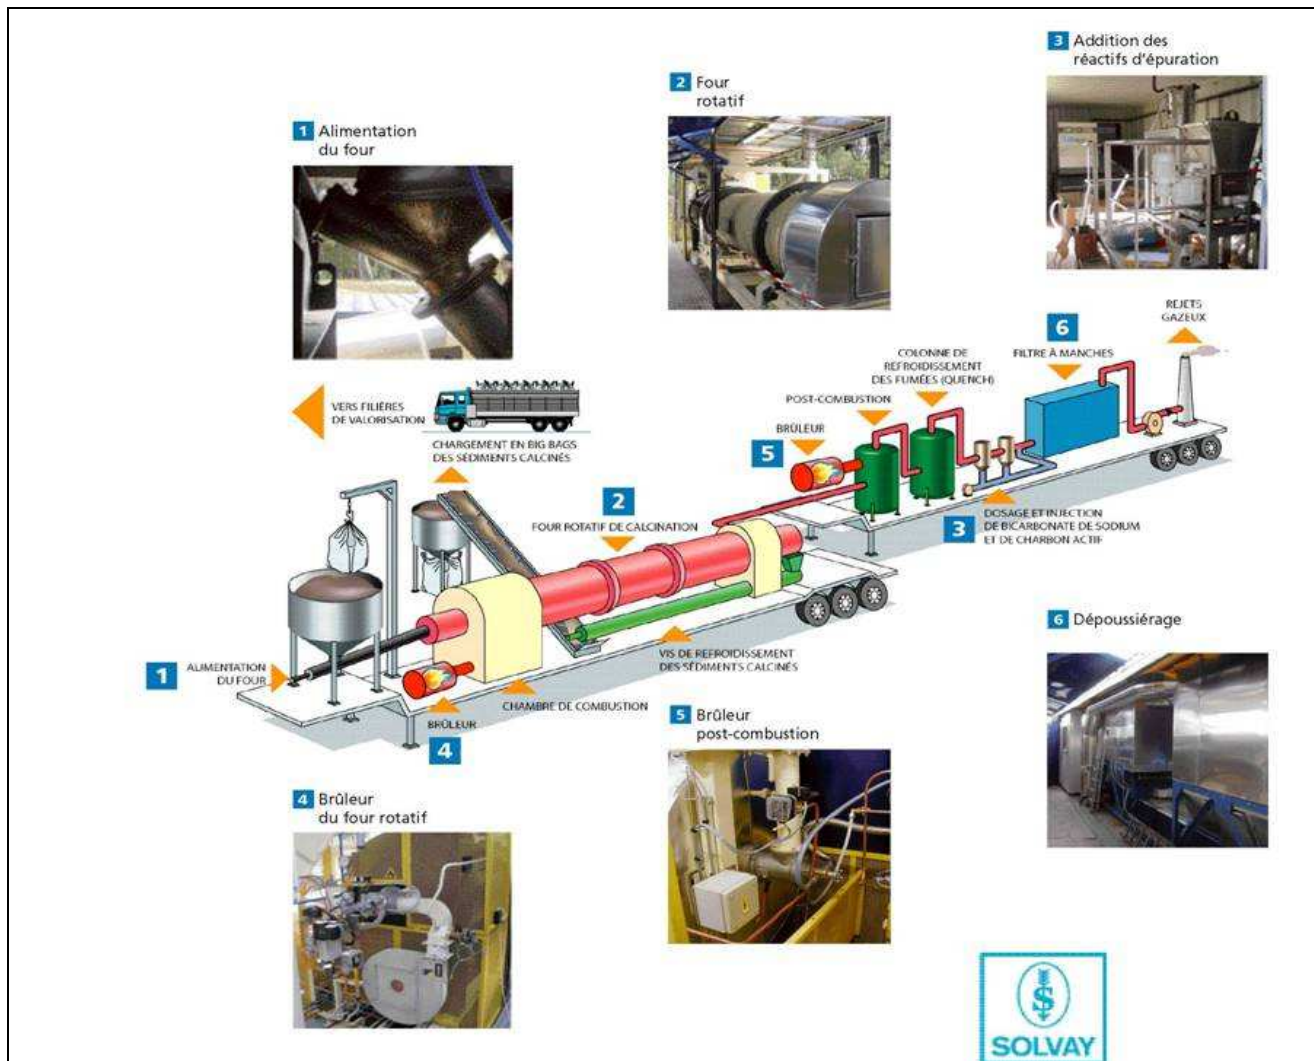 3 Addition des
réactifs d'épuration
2 Four
rotatif
1 Alimentation
du four
6
REJETS
GAZEUX
COLONNE DE
REFROIDISSEMENT
DES FUMÉES (QUENCH)
FILTRE À MANCHES
POST-COMBUSTION
BRÛLEUR
5
VERS FILIÈRES
DE VALORISATION
CHARGEMENT EN BIG BAGS
DES SÉDIMENTS CALCINÉS
2
FOUR ROTATIF DE CALCINATION
3
DOSAGE ET INJECTION
DE BICARBONATE DE SODIUM
ET DE CHARBON ACTIF
6 Dépoussiérage
1
ALIMENTATION
DU FOUR
VIS DE REFROIDISSEMENT
DES SÉDIMENTS CALCINÉS
CHAMBRE DE COMBUSTION
BRÛLEUR
4
5 Brûleur
post-combustion
4 Brûleur
du four rotatif
SOLVAY